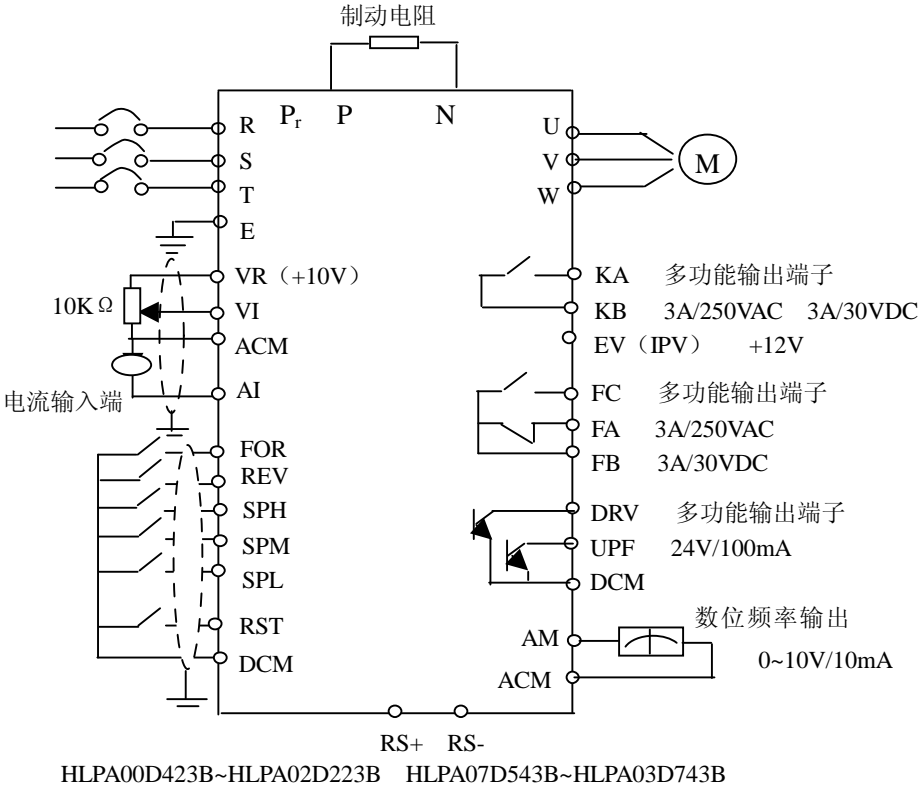 制动电阻
Pr P N
R
S
T
E
U
V
W
M
VR（+10V）
10KΩ
VI
ACM
AI
电流输入端
KA 多功能输出端子
KB 3A/250VAC 3A/30VDC
EV（IPV） +12V
FC 多功能输出端子
FA 3A/250VAC
FB 3A/30VDC
FOR
REV
SPH
SPM
SPL
RST
DCM
DRV 多功能输出端子
UPF 24V/100mA
DCM
AM 数位频率输出
0~10V/10mA
ACM
RS+ RS-
HLPA00D423B~HLPA02D223B HLPA07D543B~HLPA03D743B